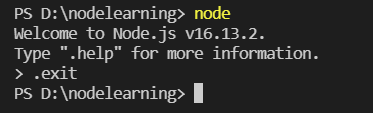 PS D:\nodelearning> node
Welcome to Node.js v16.13.2.
Type ".help" for more information.
> .exit
PS D:\nodelearning>